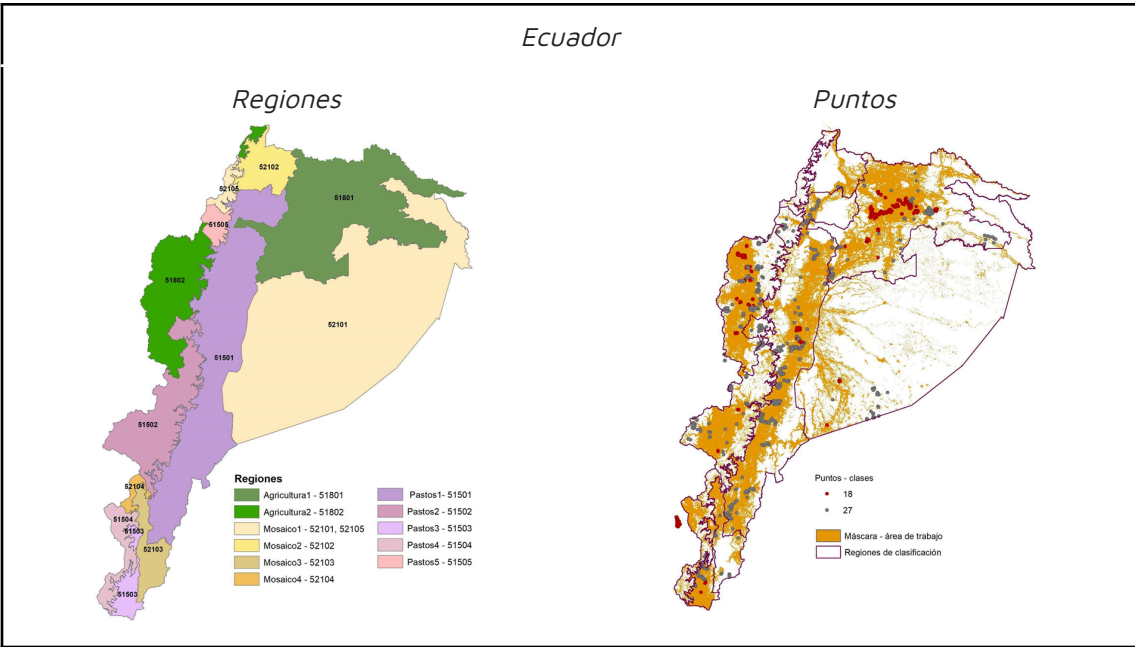 Ecuador
Regiones
52102
52105
51801
51505
51802
52101
51501
51502
52104
51504
51503
52103
51503
Regiones
Agricultura1 - 51801
Agricultura2 - 51802
Mosaico1 - 52101, 52105
Mosaico2 - 52102
Mosaico3 - 52103
Mosaico4 - 52104
Pastos1- 51501
Pastos2 - 51502
Pastos3 - 51503
Pastos4 - 51504
Pastos5 - 51505
Puntos
Puntos - clases
18
27
Máscara - área de trabajo
Regiones de clasificación